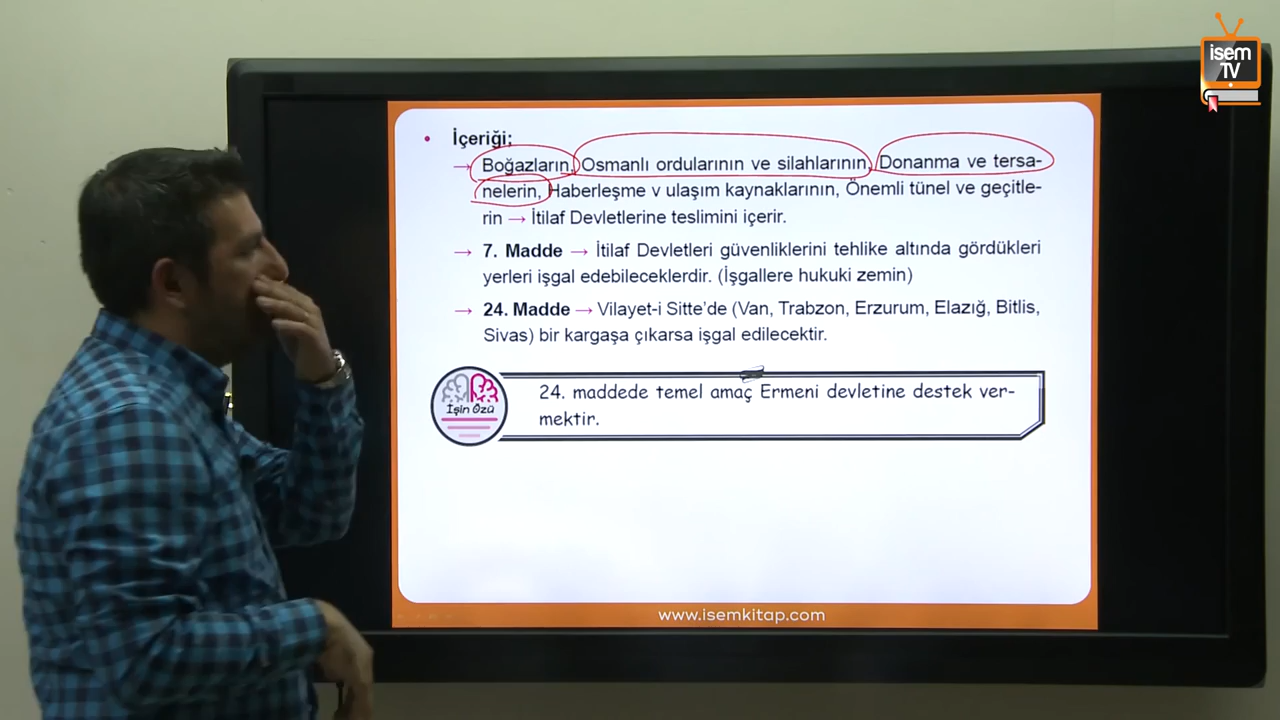 isem
TV
• İçeriği:
→ Boğazların, Osmanlı ordularının ve silahlarının, Donanma ve tersa-
nelerin, Haberleşme v ulaşım kaynaklarının, Önemli tünel ve geçitle-
rin → İtilaf Devletlerine teslimini içerir.
→ 7. Madde → İtilaf Devletleri güvenliklerini tehlike altında gördükleri
yerleri işgal edebileceklerdir. (İşgallere hukuki zemin)
→ 24. Madde → Vilayet-i Sitte’de (Van, Trabzon, Erzurum, Elazığ, Bitlis,
Sivas) bir kargaşa çıkarsa işgal edilecektir.
İşin Özü
24. maddede temel amaç Ermeni devletine destek ver-
mektir.
www.isemkitap.com